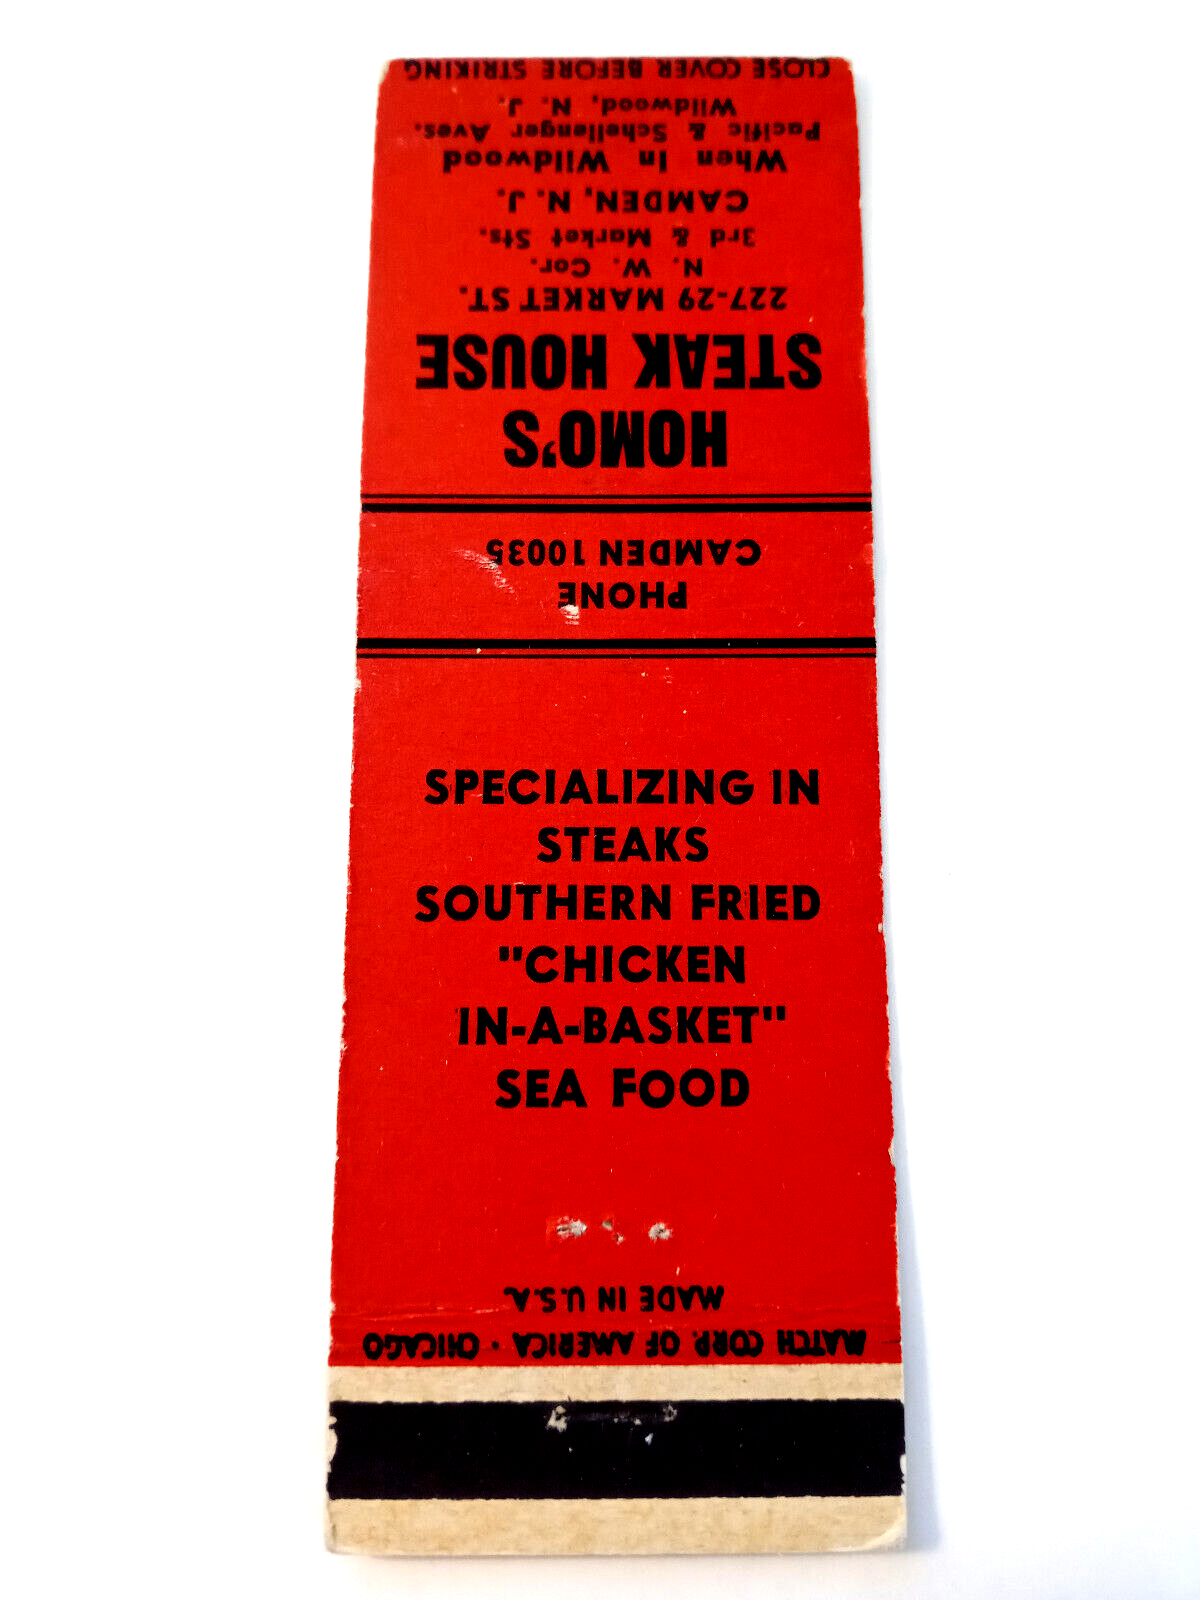 HOMO'S
STEAK HOUSE
227-29 MARKET ST.
N. W. Cor.
3rd & Market Sts.
CAMDEN, N. J.
When In Wildwood
Pacific & Schellenger Aves.
Wildwood, N. J.
CLOSE COVER BEFORE STRIKING
PHONE
CAMDEN 10035
SPECIALIZING IN
STEAKS
SOUTHERN FRIED
"CHICKEN
IN-A-BASKET"
SEA FOOD
MATCH CORP. OF AMERICA • CHICAGO
MADE IN U.S.A.